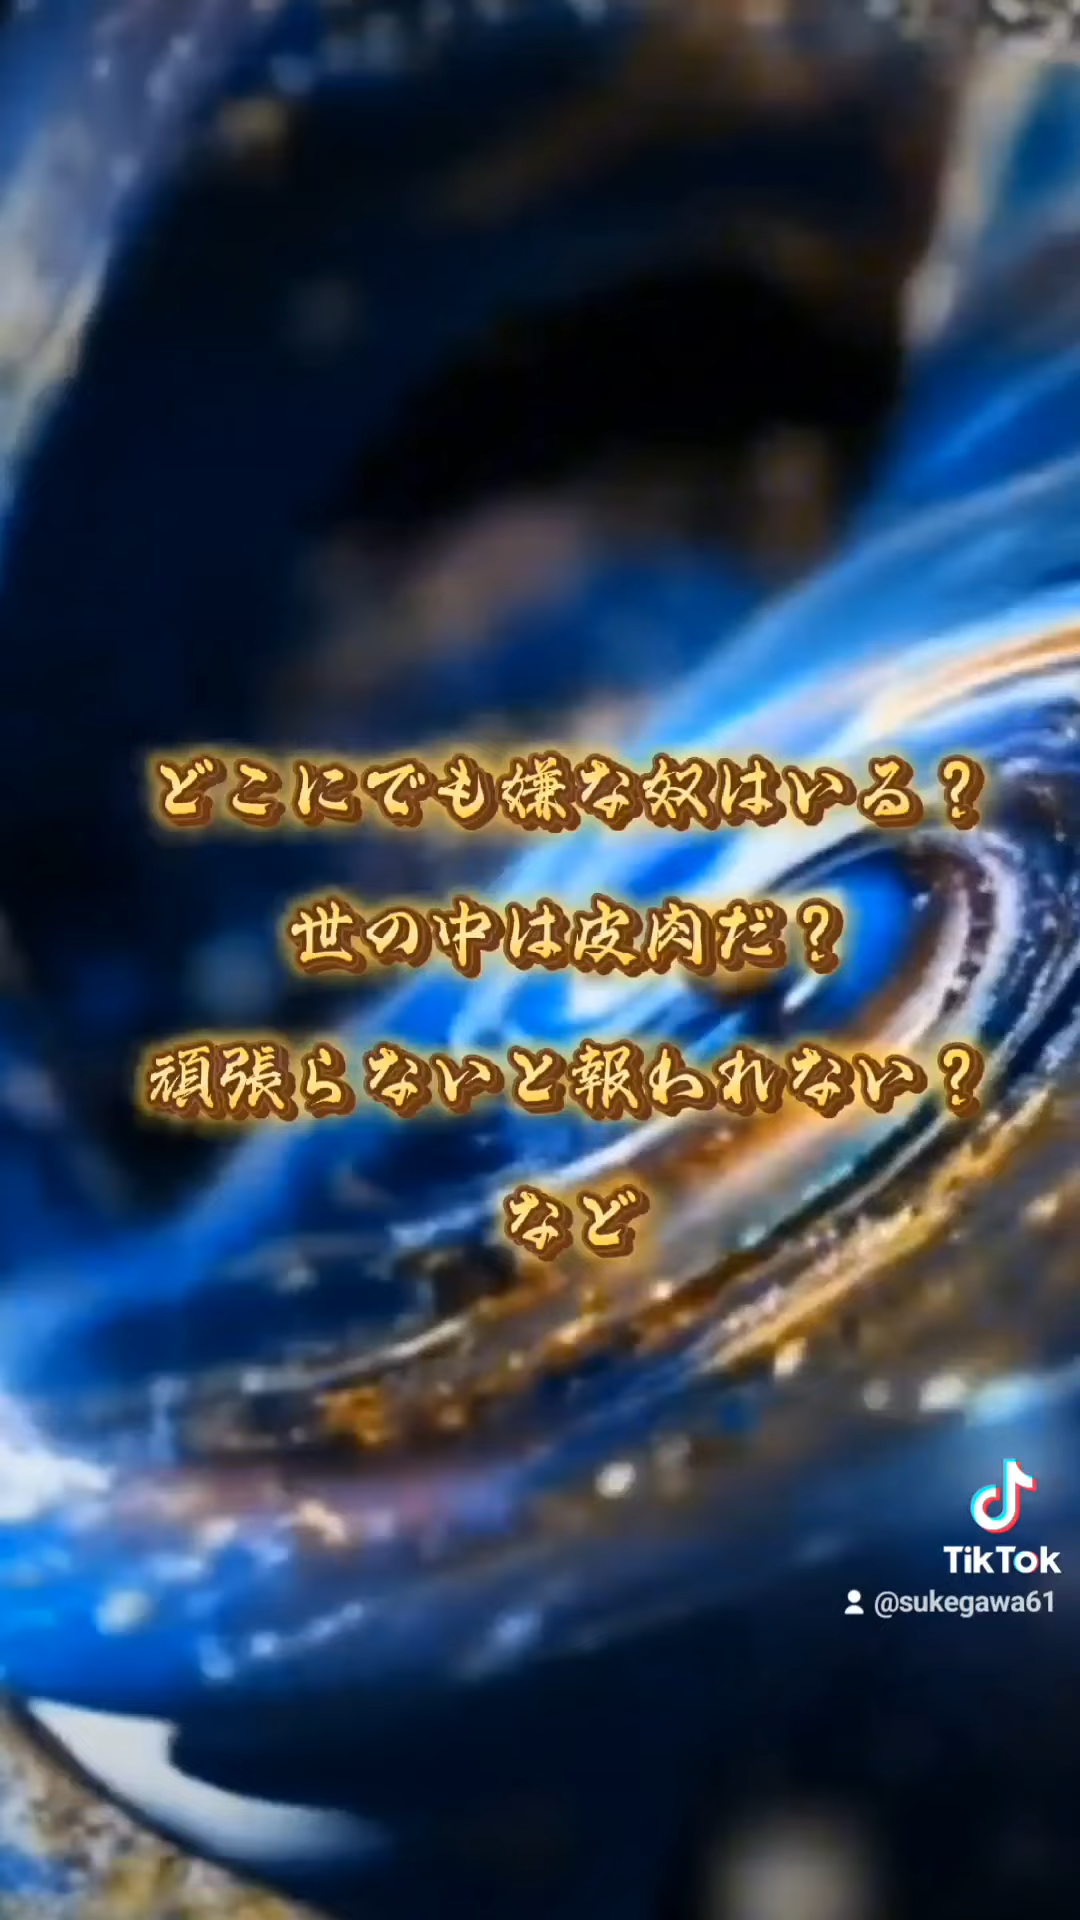 どこにでも嫌な奴はいる？
世の中は皮肉だ？
頑張らないと報われない？
など
TikTok
@sukegawa61